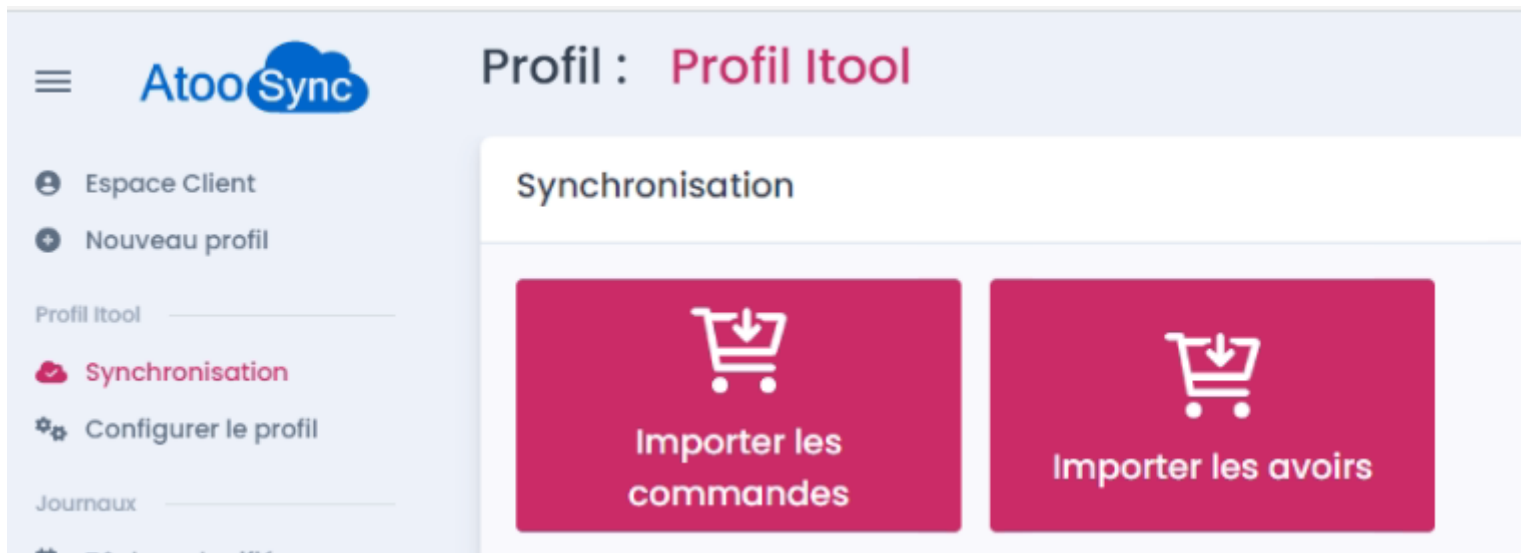 AtooSync
Profil : Profil Itool
Espace Client
Nouveau profil
Profil Itool
Synchronisation
Configurer le profil
Journaux
Synchronisation
Importer les
commandes
Importer les avoirs